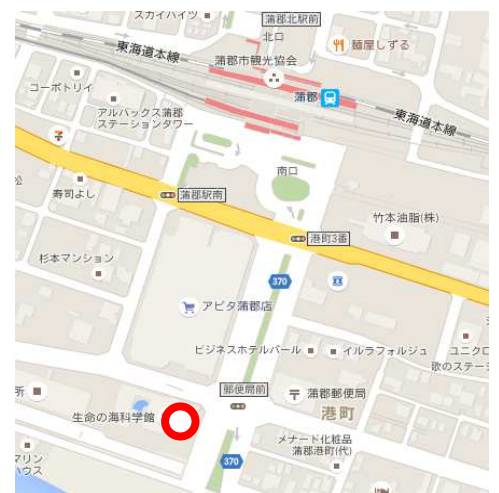 スカイハイツ
蒲郡北駅前
北口
麺屋しずる
東海道本線
蒲郡市観光協会
コーポトリイ
蒲郡
アルバックス蒲郡
ステーションタワー
東海道本線
南口
寿司よし
蒲郡駅南
竹本油脂(株)
港町3番
杉本マンション
370
アピタ蒲郡店
ビジネスホテルパール
イルラフォルジュ
ユニクロ
歌のステー
所
郵便局前
〒 蒲郡郵便局
港町
生命の海科学館
メナード化粧品
蒲郡港町(代)
マリン
ハウス
370